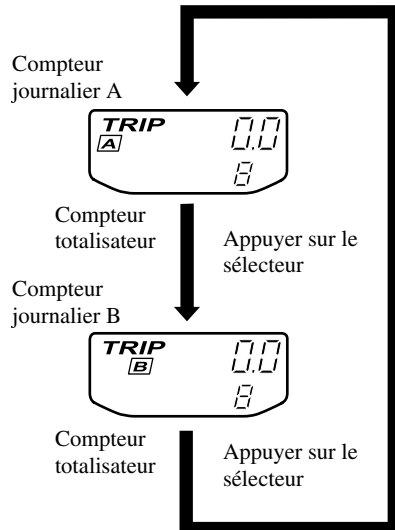 Compteur
journalier A
TRIP 0.0
A
8
Compteur
totalisateur
Appuyer sur le
sélecteur
Compteur
journalier B
TRIP 0.0
B
8
Compteur
totalisateur
Appuyer sur le
sélecteur